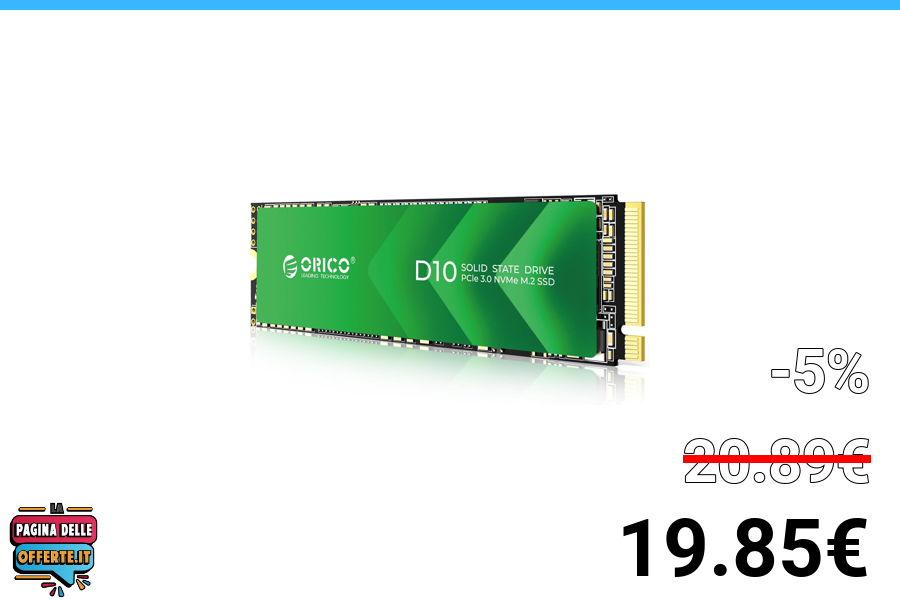 ORICO®
LEADING TECHNOLOGY
D10
SOLID STATE DRIVE
PCIe 3.0 NVMe M.2 SSD
-5%
20.89€
19.85€
LA
PAGINA DELLE
OFFERTE.IT